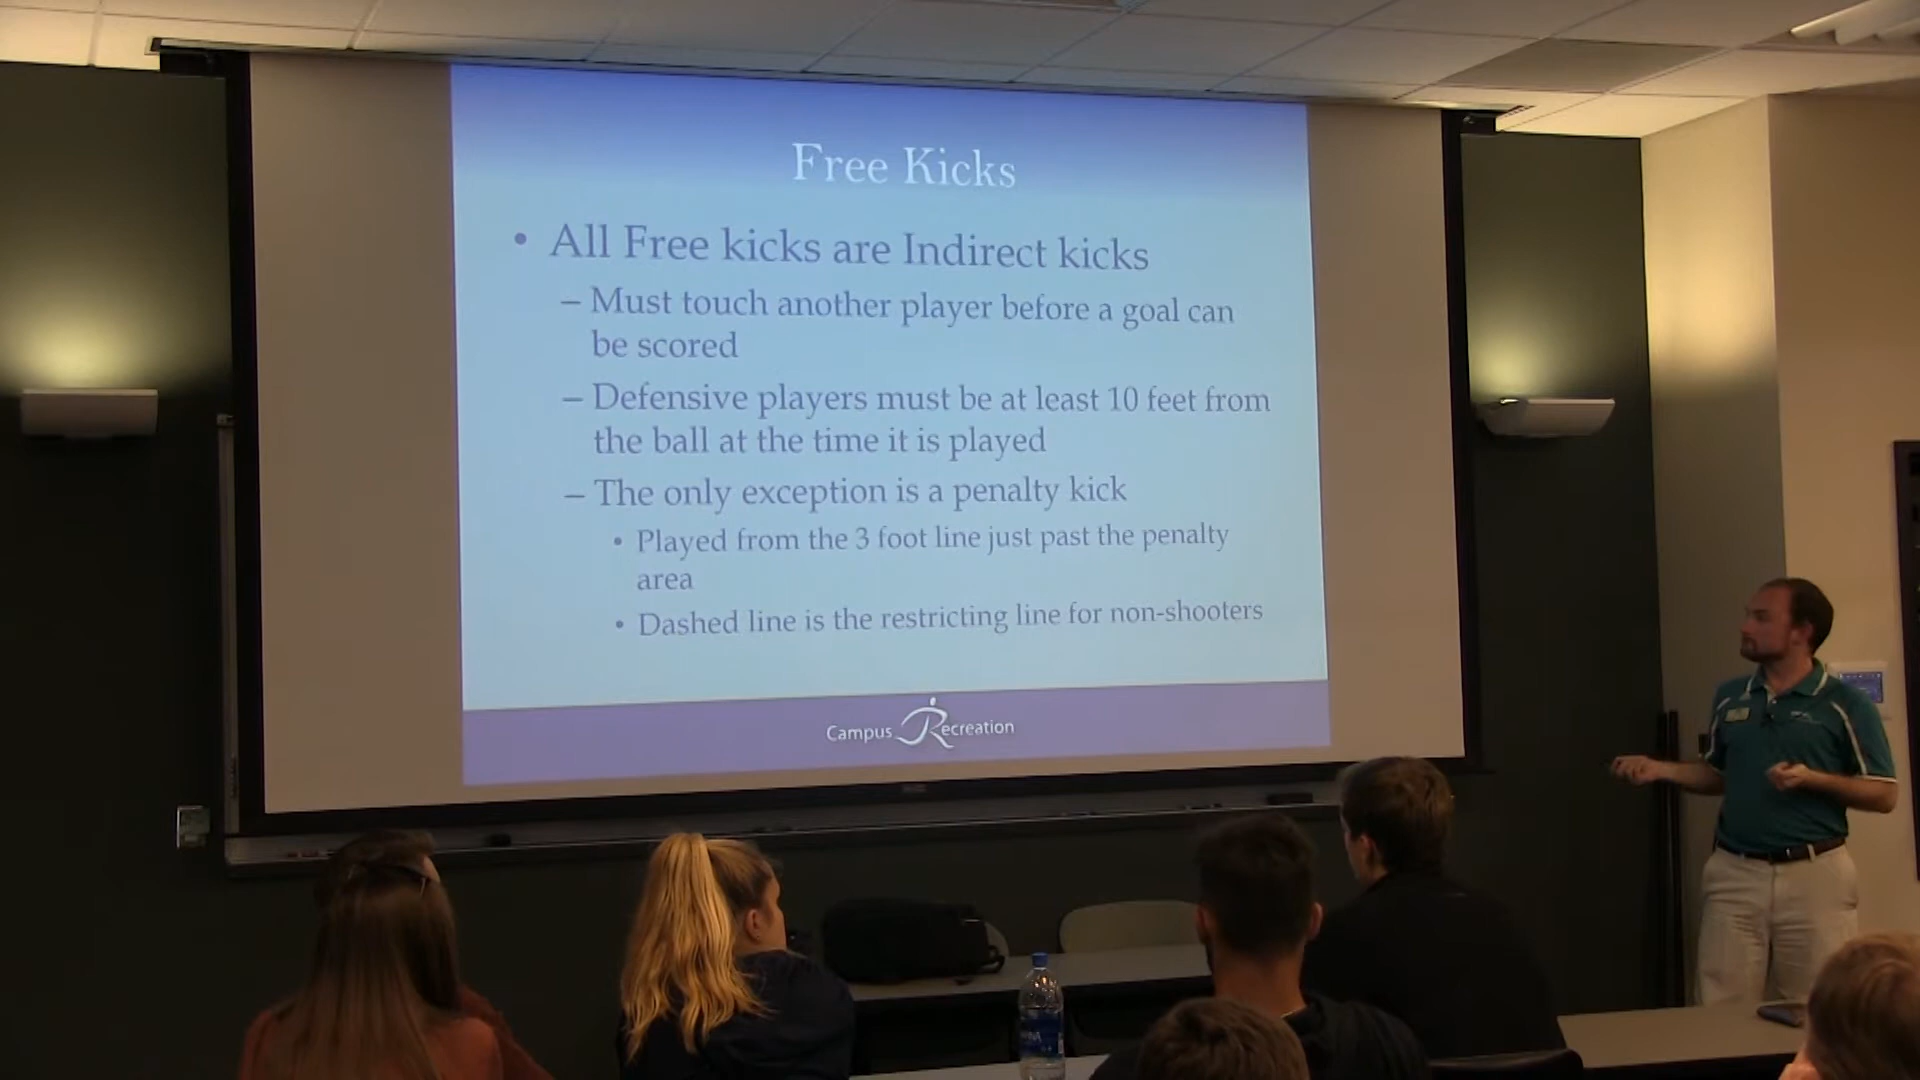 Free Kicks
• All Free kicks are Indirect kicks
– Must touch another player before a goal can
be scored
– Defensive players must be at least 10 feet from
the ball at the time it is played
– The only exception is a penalty kick
• Played from the 3 foot line just past the penalty
area
• Dashed line is the restricting line for non-shooters
Campus Recreation